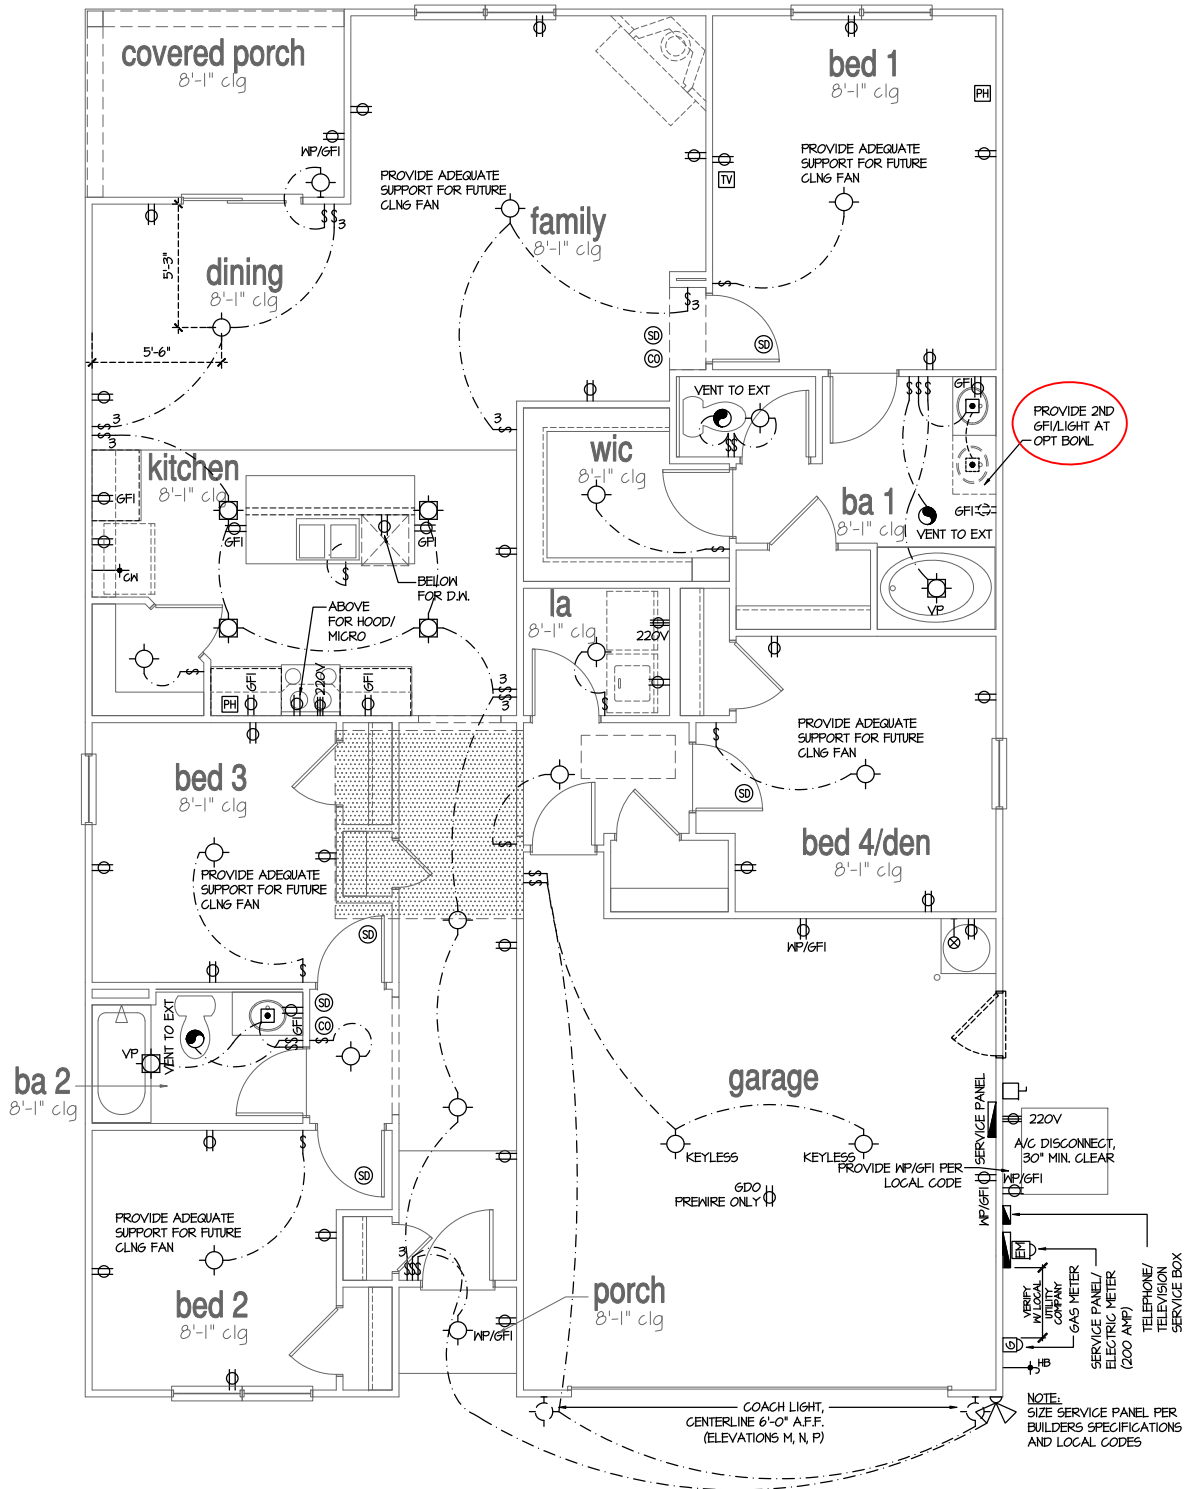 covered porch
8'-1" clg
WP/GFI
PROVIDE ADEQUATE
SUPPORT FOR FUTURE
CLNG FAN
family
8'-1" clg
bed 1
8'-1" clg
PH
PROVIDE ADEQUATE
SUPPORT FOR FUTURE
CLNG FAN
TV
S
S
3
5'-3"
dining
8'-1" clg
5'-6"
S
S
3
SD
CO
SD
VENT TO EXT
S
S
S
S
S
GFI
PROVIDE 2ND
GFI/LIGHT AT
OPT BOWL
3
S
S
3
3
S
kitchen
8'-1" clg
GFI
GFI
GFI
wic
8'-1" clg
S
ba 1
8'-1" clg
GFI
VENT TO EXT
VP
CW
S
BELOW
FOR D.W.
ABOVE
FOR HOOD/
MICRO
la
8'-1" clg
220V
S
S
PH
GFI
220V
GFI
3
S
S
3
bed 3
8'-1" clg
PROVIDE ADEQUATE
SUPPORT FOR FUTURE
CLNG FAN
S
S
PROVIDE ADEQUATE
SUPPORT FOR FUTURE
CLNG FAN
SD
bed 4/den
8'-1" clg
S
S
S
SD
WP/GFI
SD
CO
VENT TO EXT
GFI
S
S
S
VP
ba 2
8'-1" clg
garage
KEYLESS
KEYLESS
GDO
PREWIRE ONLY
SERVICE PANEL
220V
A/C DISCONNECT,
30" MIN. CLEAR
PROVIDE WP/GFI PER
LOCAL CODE
WP/GFI
WP/GFI
S
SD
PROVIDE ADEQUATE
SUPPORT FOR FUTURE
CLNG FAN
bed 2
8'-1" clg
3
S
S
S
porch
8'-1" clg
WP/GFI
EM
VERIFY
W/ LOCAL
UTILITY
COMPANY
G
GAS METER
SERVICE PANEL/
ELECTRIC METER
(200 AMP)
TELEPHONE/
TELEVISION
SERVICE BOX
HB
COACH LIGHT,
CENTERLINE 6'-0" A.F.F.
(ELEVATIONS M, N, P)
NOTE:
SIZE SERVICE PANEL PER
BUILDERS SPECIFICATIONS
AND LOCAL CODES